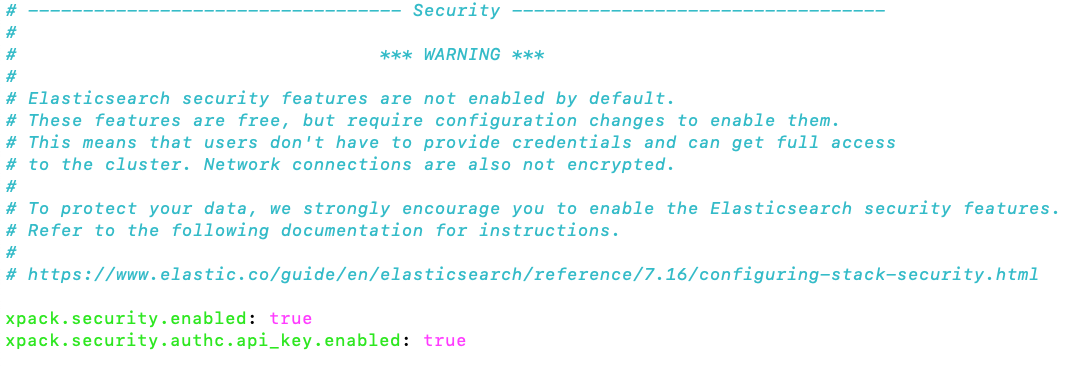 # ---------------------------------- Security ----------------------------------
#
#                                 *** WARNING ***
#
# Elasticsearch security features are not enabled by default.
# These features are free, but require configuration changes to enable them.
# This means that users don't have to provide credentials and can get full access
# to the cluster. Network connections are also not encrypted.
#
# To protect your data, we strongly encourage you to enable the Elasticsearch security features.
# Refer to the following documentation for instructions.
#
# https://www.elastic.co/guide/en/elasticsearch/reference/7.16/configuring-stack-security.html
xpack.security.enabled: true
xpack.security.authc.api_key.enabled: true